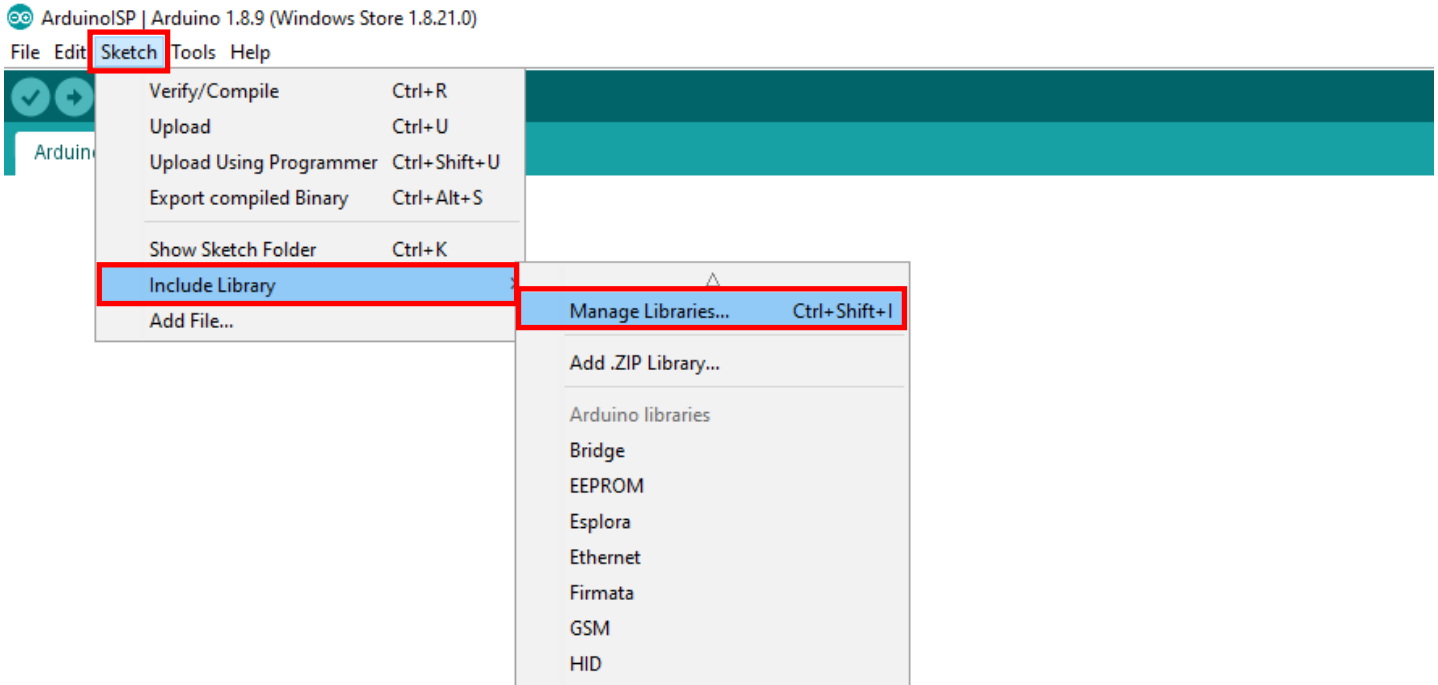 ArduinoISP | Arduino 1.8.9 (Windows Store 1.8.21.0)
File Edit Sketch Tools Help
Verify/Compile Ctrl+R
Upload Ctrl+U
Upload Using Programmer Ctrl+Shift+U
Export compiled Binary Ctrl+Alt+S
Show Sketch Folder Ctrl+K
Include Library
Add File...
Manage Libraries... Ctrl+Shift+I
Add .ZIP Library...
Arduino libraries
Bridge
EEPROM
Esplora
Ethernet
Firmata
GSM
HID